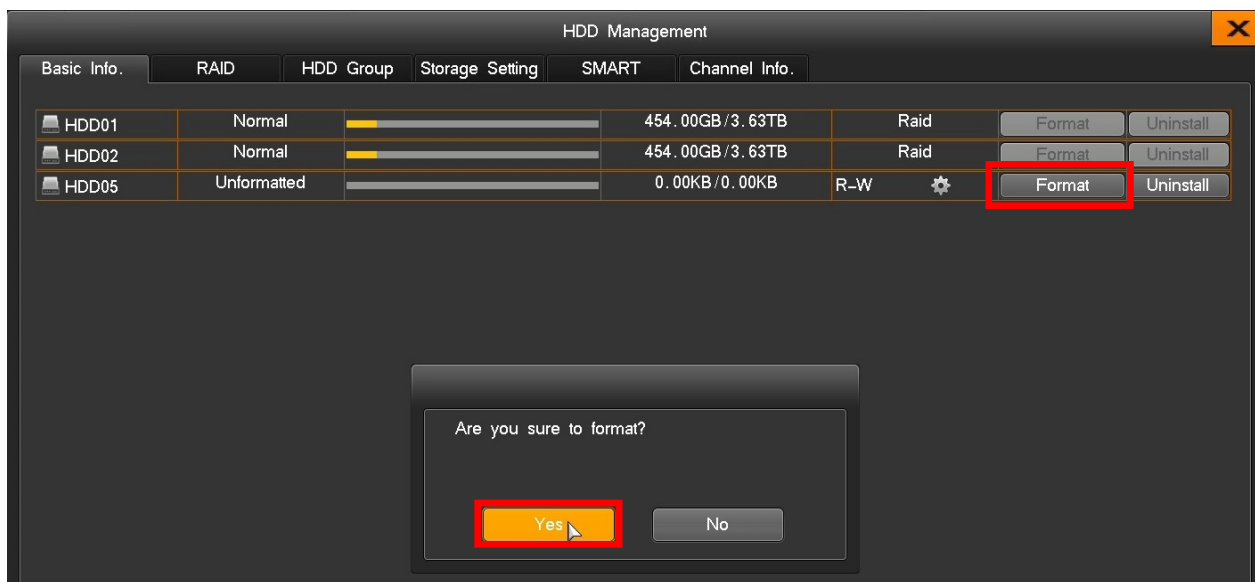 HDD Management
Basic Info. RAID HDD Group Storage Setting SMART Channel Info.
HDD01 Normal 454.00GB/3.63TB Raid Format Uninstall
HDD02 Normal 454.00GB/3.63TB Raid Format Uninstall
HDD05 Unformatted 0.00KB/0.00KB R-W Format Uninstall
Are you sure to format?
Yes No